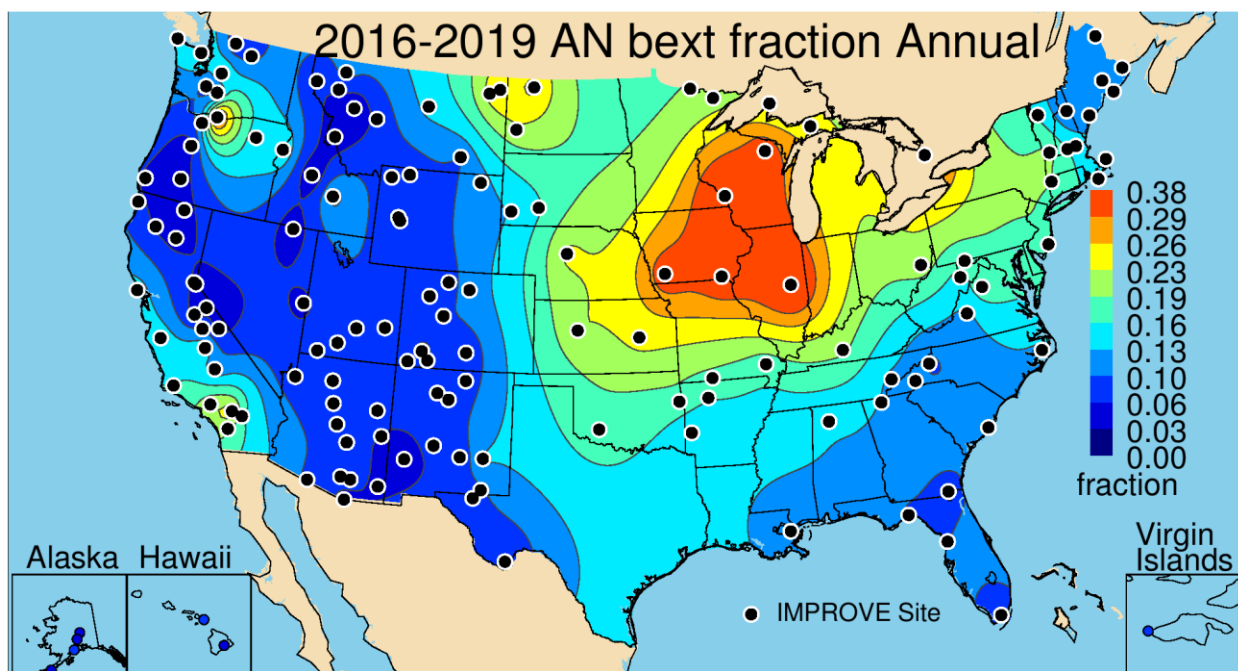 2016-2019 AN bext fraction Annual
0.38
0.29
0.26
0.23
0.19
0.16
0.13
0.10
0.06
0.03
0.00
fraction
Alaska
Hawaii
Virgin
Islands
IMPROVE Site